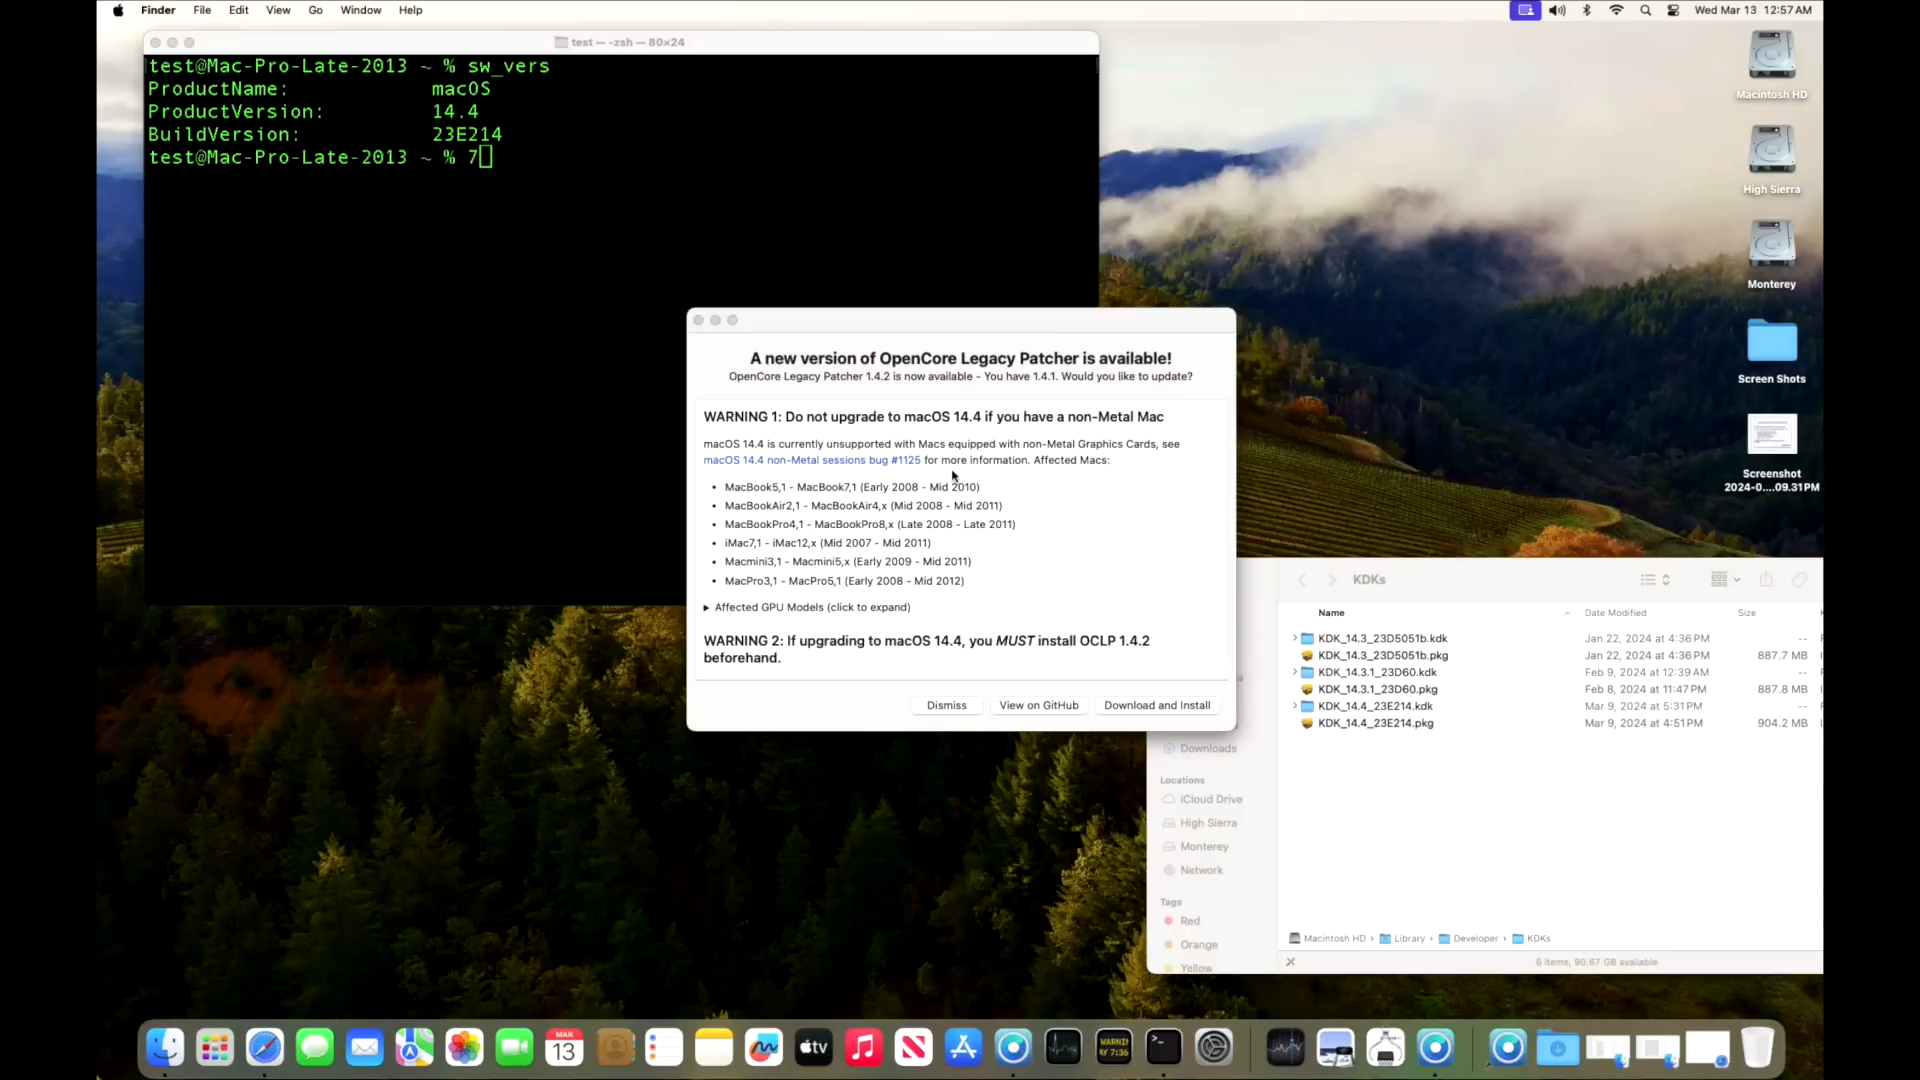 Finder File Edit View Go Window Help
Wed Mar 13 12:57AM
test — -zsh — 80×24
test@Mac-Pro-Late-2013 ~ % sw_vers
ProductName: macOS
ProductVersion: 14.4
BuildVersion: 23E214
test@Mac-Pro-Late-2013 ~ % 7
Macintosh HD
High Sierra
Monterey
Screen Shots
Screenshot
2024-0....09.31PM
A new version of OpenCore Legacy Patcher is available!
OpenCore Legacy Patcher 1.4.2 is now available - You have 1.4.1. Would you like to update?
WARNING 1: Do not upgrade to macOS 14.4 if you have a non-Metal Mac
macOS 14.4 is currently unsupported with Macs equipped with non-Metal Graphics Cards, see
macOS 14.4 non-Metal sessions bug #1125 for more information. Affected Macs:
• MacBook5,1 - MacBook7,1 (Early 2008 - Mid 2010)
• MacBookAir2,1 - MacBookAir4,x (Mid 2008 - Mid 2011)
• MacBookPro4,1 - MacBookPro8,x (Late 2008 - Late 2011)
• iMac7,1 - iMac12,x (Mid 2007 - Mid 2011)
• Macmini3,1 - Macmini5,x (Early 2009 - Mid 2011)
• MacPro3,1 - MacPro5,1 (Early 2008 - Mid 2012)
Affected GPU Models (click to expand)
WARNING 2: If upgrading to macOS 14.4, you MUST install OCLP 1.4.2
beforehand.
Dismiss View on GitHub Download and Install
KDKs
Name Date Modified Size
KDK_14.3_23D5051b.kdk Jan 22, 2024 at 4:36 PM --
KDK_14.3_23D5051b.pkg Jan 22, 2024 at 4:36 PM 887.7 MB
KDK_14.3.1_23D60.kdk Feb 9, 2024 at 12:39 AM --
KDK_14.3.1_23D60.pkg Feb 8, 2024 at 11:47 PM 887.8 MB
KDK_14.4_23E214.kdk Mar 9, 2024 at 5:31 PM --
KDK_14.4_23E214.pkg Mar 9, 2024 at 4:51 PM 904.2 MB
Downloads
Locations
iCloud Drive
High Sierra
Monterey
Network
Tags
Red
Orange
Yellow
Macintosh HD › Library › Developer › KDKs
6 items, 90.67 GB available
MAR
13
tv
WARNI
AY 7:36